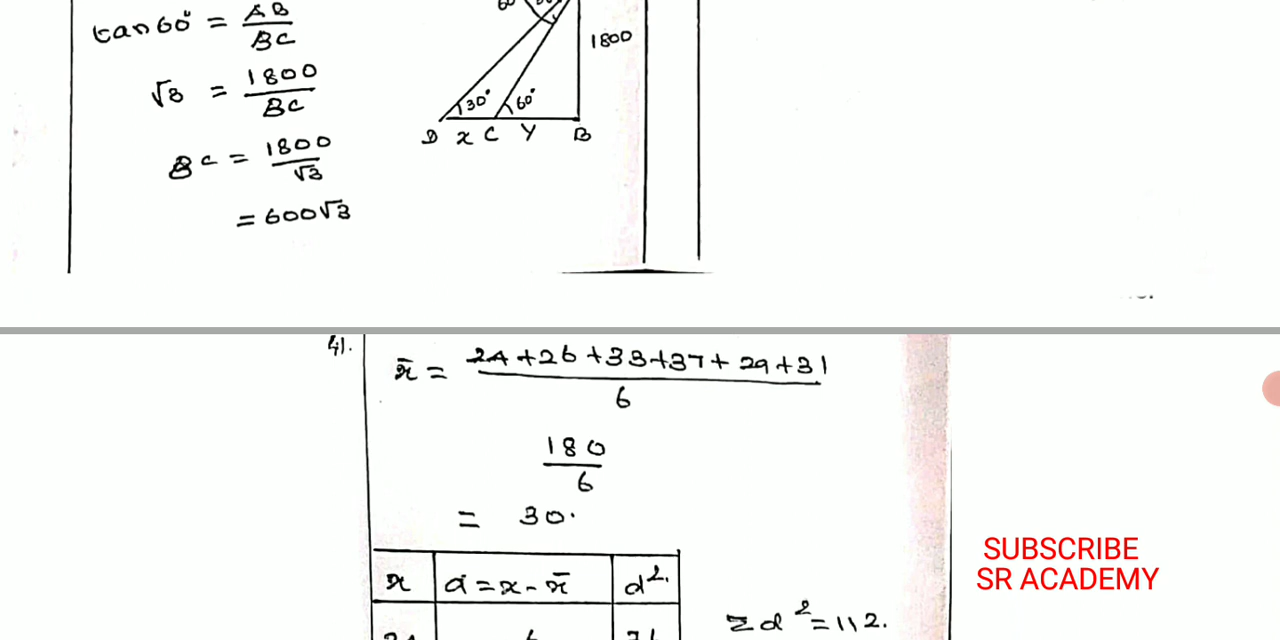 tan60° = AB/BC
60°
1800
√3 = 1800/BC
30° 60°
D x C Y B
BC = 1800/√3
= 600√3
41.
x̄ = 24+26+33+37+29+31/6
180/6
= 30.
x d=x-x̄ d².
Σd²=112.
SUBSCRIBE
SR ACADEMY